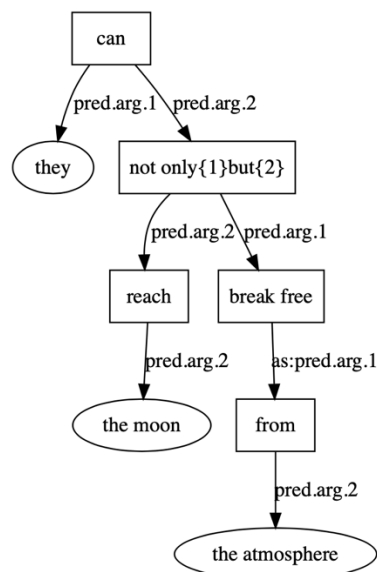 can
pred.arg.1 pred.arg.2
they
not only{1}but{2}
pred.arg.2 pred.arg.1
reach
break free
pred.arg.2
as:pred.arg.1
the moon
from
pred.arg.2
the atmosphere